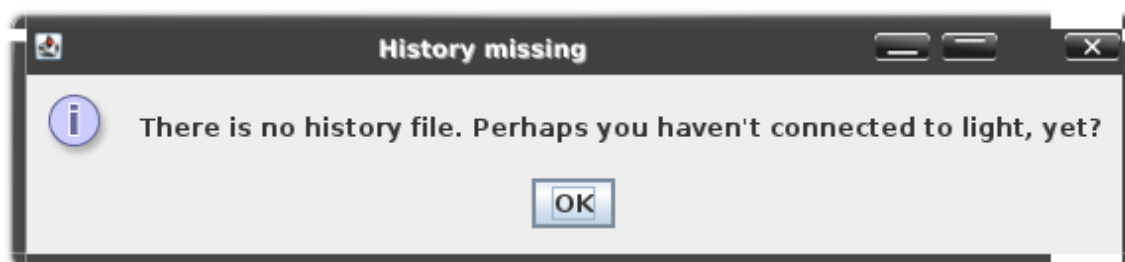 History missing
There is no history file. Perhaps you haven't connected to light, yet?
OK